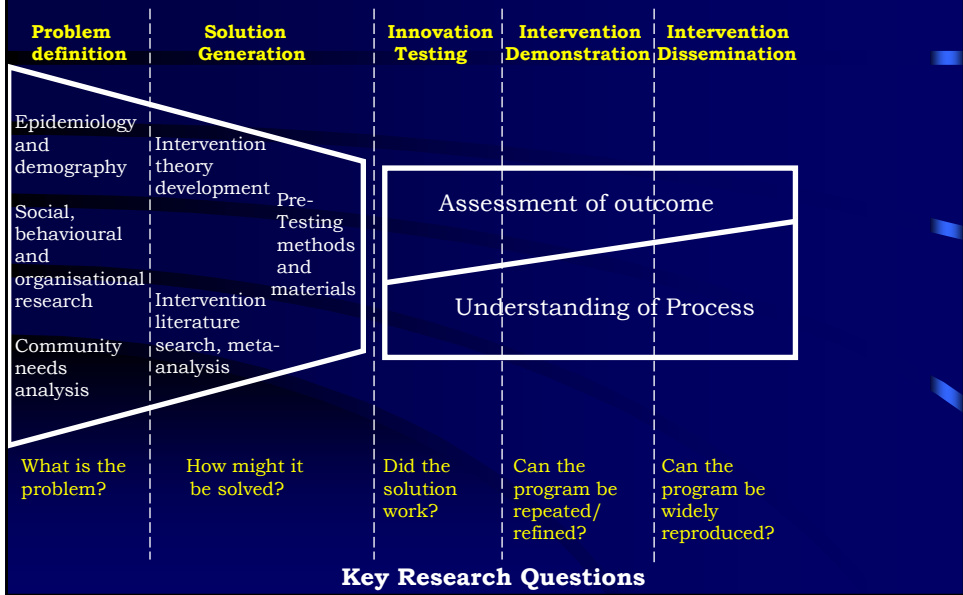 Problem
definition
Solution
Generation
Innovation
Testing
Intervention
Demonstration
Intervention
Dissemination
Epidemiology
and
demography
Social,
behavioural
and
organisational
research
Community
needs
analysis
Intervention
theory
development
Pre-
Testing
methods
and
materials
Intervention
literature
search, meta-
analysis
Assessment of outcome
Understanding of Process
What is the
problem?
How might it
be solved?
Did the
solution
work?
Can the
program be
repeated/
refined?
Can the
program be
widely
reproduced?
Key Research Questions